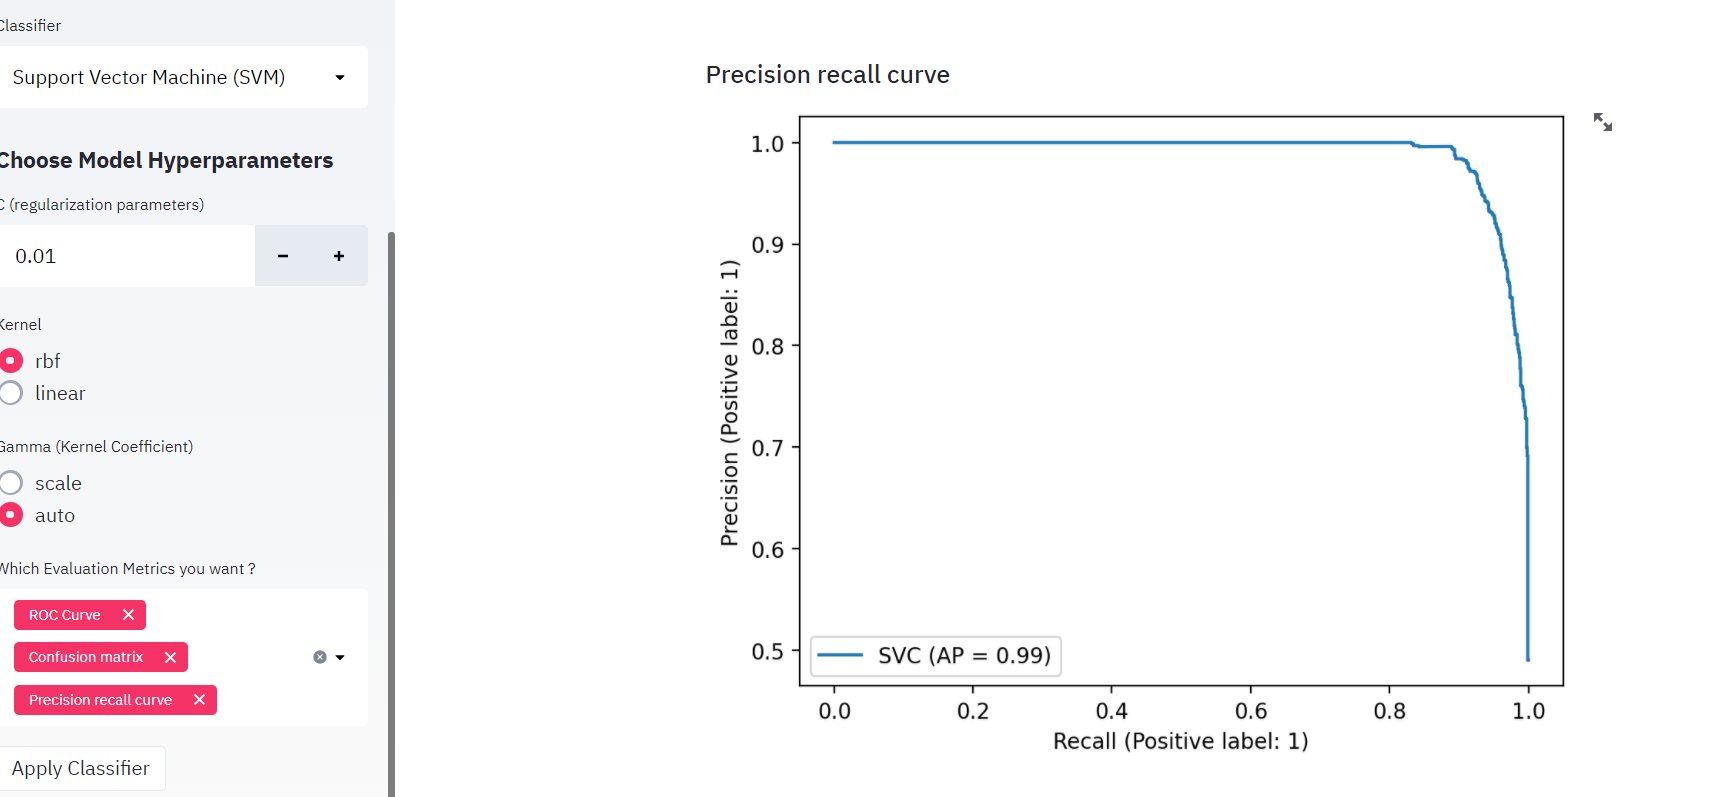 Classifier
Support Vector Machine (SVM)
Choose Model Hyperparameters
C (regularization parameters)
0.01
Kernel
rbf
linear
Gamma (Kernel Coefficient)
scale
auto
Which Evaluation Metrics you want ?
ROC Curve
Confusion matrix
Precision recall curve
Apply Classifier
Precision recall curve
1.0
0.9
0.8
0.7
0.6
0.5
Precision (Positive label: 1)
SVC (AP = 0.99)
0.0 0.2 0.4 0.6 0.8 1.0
Recall (Positive label: 1)